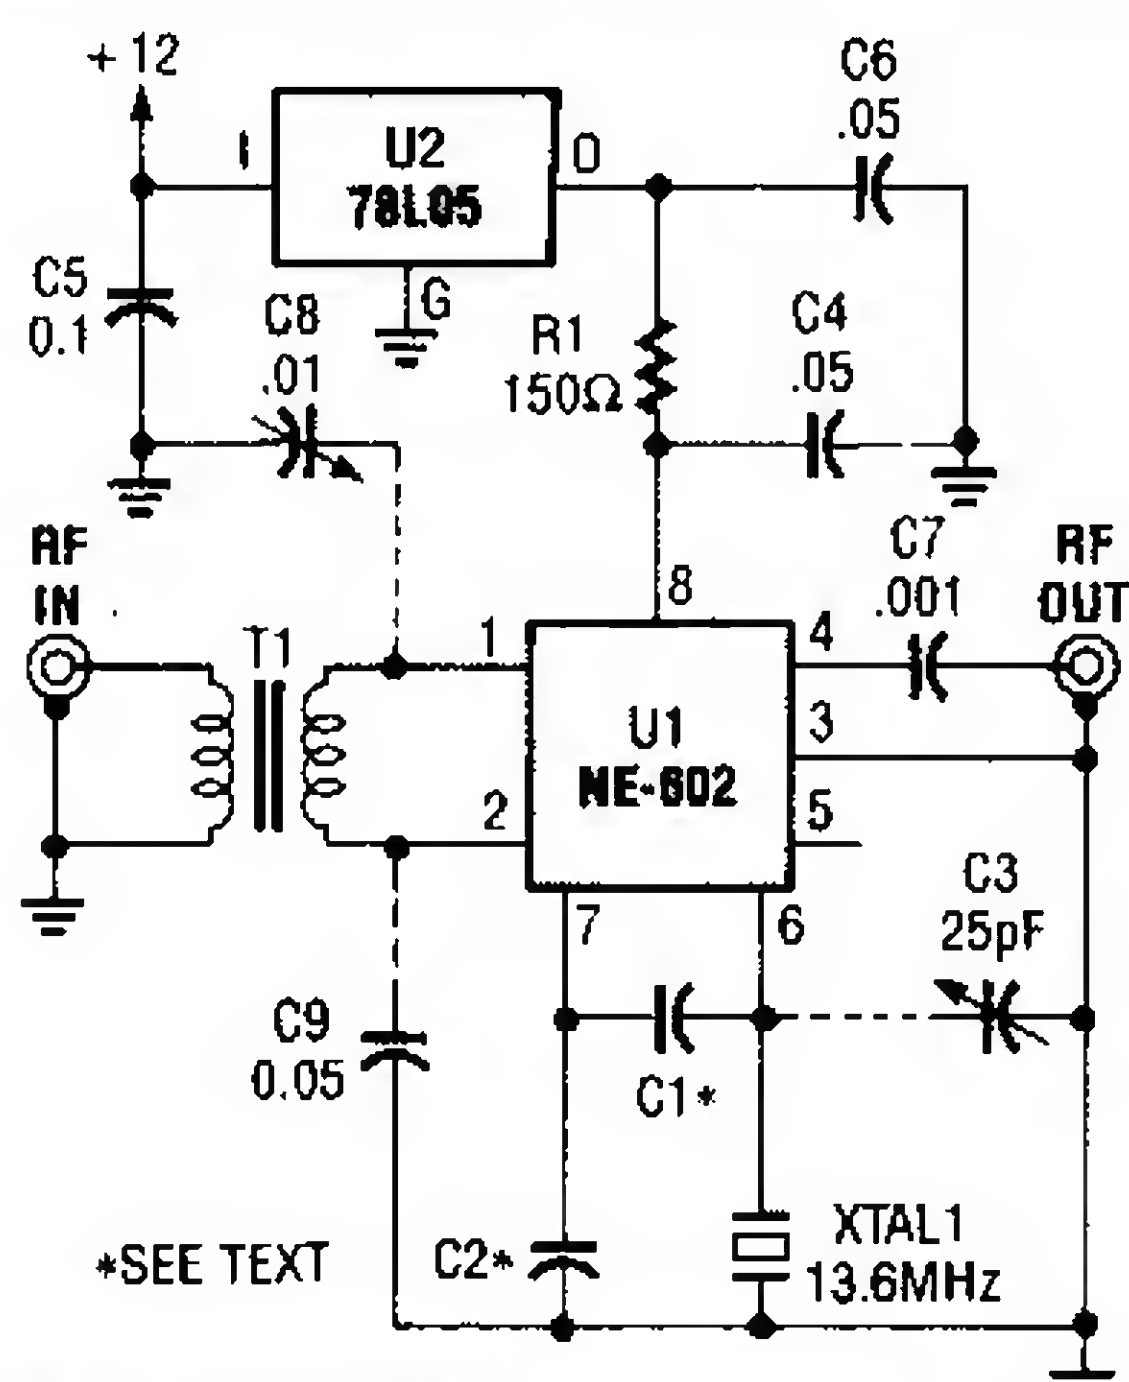 +12
C6
.05
I
U2
78L05
O
G
C5
0.1
C8
.01
R1
150Ω
C4
.05
RF
IN
8
C7
.001
RF
OUT
T1
1
4
U1
NE-602
3
2
5
7
6
C3
25pF
C9
0.05
C1*
C2*
XTAL1
13.6MHz
*SEE TEXT